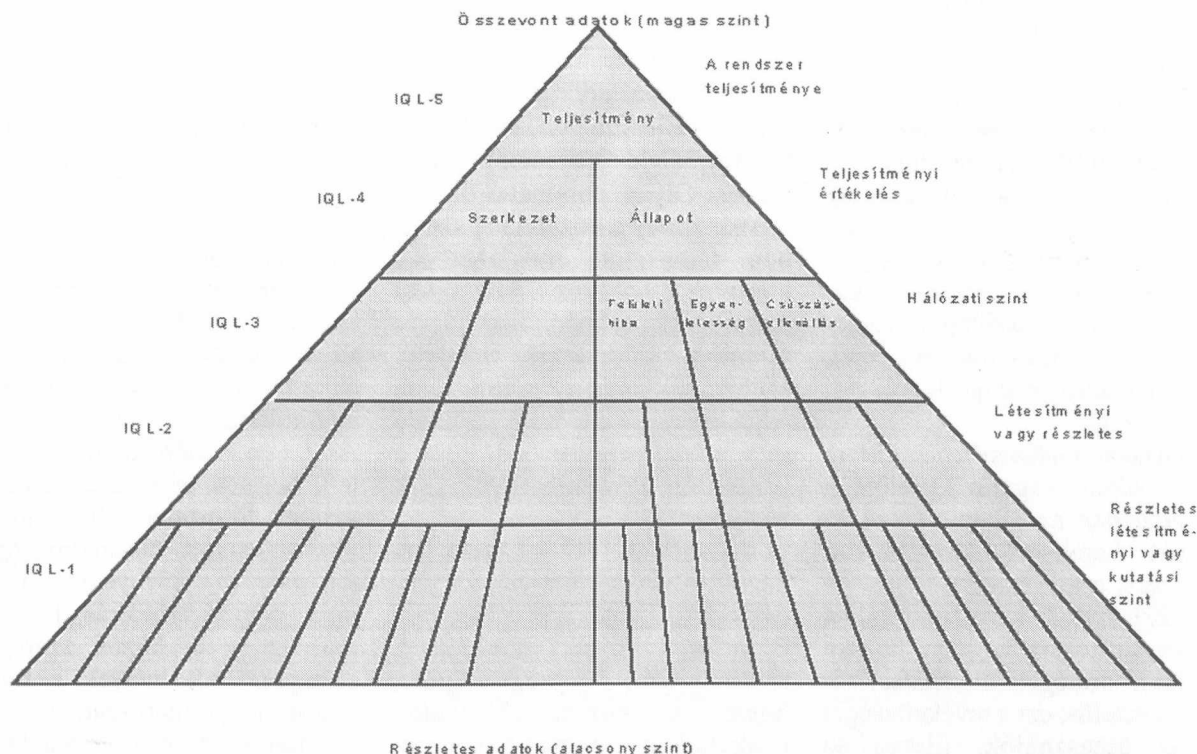 Összevont adatok (magas szint)
A rendszer
teljesítménye
IQL-5
Teljesítmény
Teljesítményi
értékelés
IQL-4
Szerkezet
Állapot
Hálózati szint
IQL-3
Felületi
hiba
Egyen-
letesség
Csúszás-
ellenállás
Létesítményi
vagy részletes
IQL-2
Részletes
létesítmé-
nyi vagy
kutatási
szint
IQL-1
Részletes adatok (alacsony szint)